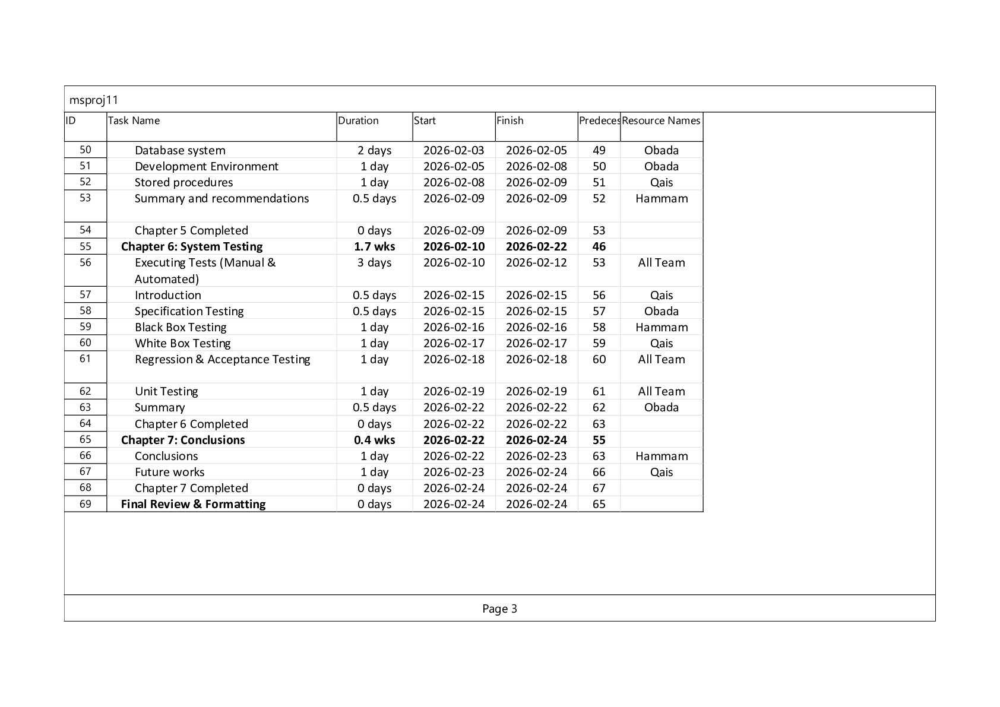 msproj11
ID Task Name Duration Start Finish Predeces Resource Names
50 Database system 2 days 2026-02-03 2026-02-05 49 Obada
51 Development Environment 1 day 2026-02-05 2026-02-08 50 Obada
52 Stored procedures 1 day 2026-02-08 2026-02-09 51 Qais
53 Summary and recommendations 0.5 days 2026-02-09 2026-02-09 52 Hammam
54 Chapter 5 Completed 0 days 2026-02-09 2026-02-09 53
55 Chapter 6: System Testing 1.7 wks 2026-02-10 2026-02-22 46
56 Executing Tests (Manual & 3 days 2026-02-10 2026-02-12 53 All Team
Automated)
57 Introduction 0.5 days 2026-02-15 2026-02-15 56 Qais
58 Specification Testing 0.5 days 2026-02-15 2026-02-15 57 Obada
59 Black Box Testing 1 day 2026-02-16 2026-02-16 58 Hammam
60 White Box Testing 1 day 2026-02-17 2026-02-17 59 Qais
61 Regression & Acceptance Testing 1 day 2026-02-18 2026-02-18 60 All Team
62 Unit Testing 1 day 2026-02-19 2026-02-19 61 All Team
63 Summary 0.5 days 2026-02-22 2026-02-22 62 Obada
64 Chapter 6 Completed 0 days 2026-02-22 2026-02-22 63
65 Chapter 7: Conclusions 0.4 wks 2026-02-22 2026-02-24 55
66 Conclusions 1 day 2026-02-22 2026-02-23 63 Hammam
67 Future works 1 day 2026-02-23 2026-02-24 66 Qais
68 Chapter 7 Completed 0 days 2026-02-24 2026-02-24 67
69 Final Review & Formatting 0 days 2026-02-24 2026-02-24 65
Page 3